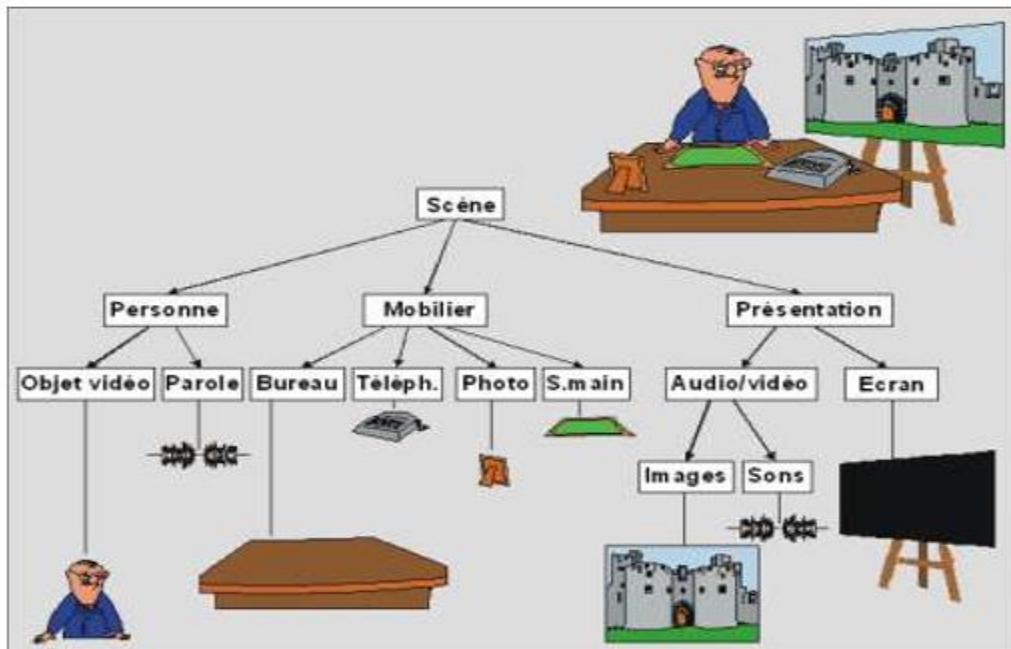 Scène
Personne
Mobilier
Présentation
Objet vidéo
Parole
Bureau
Téléph.
Photo
S.main
Audio/vidéo
Ecran
Images
Sons